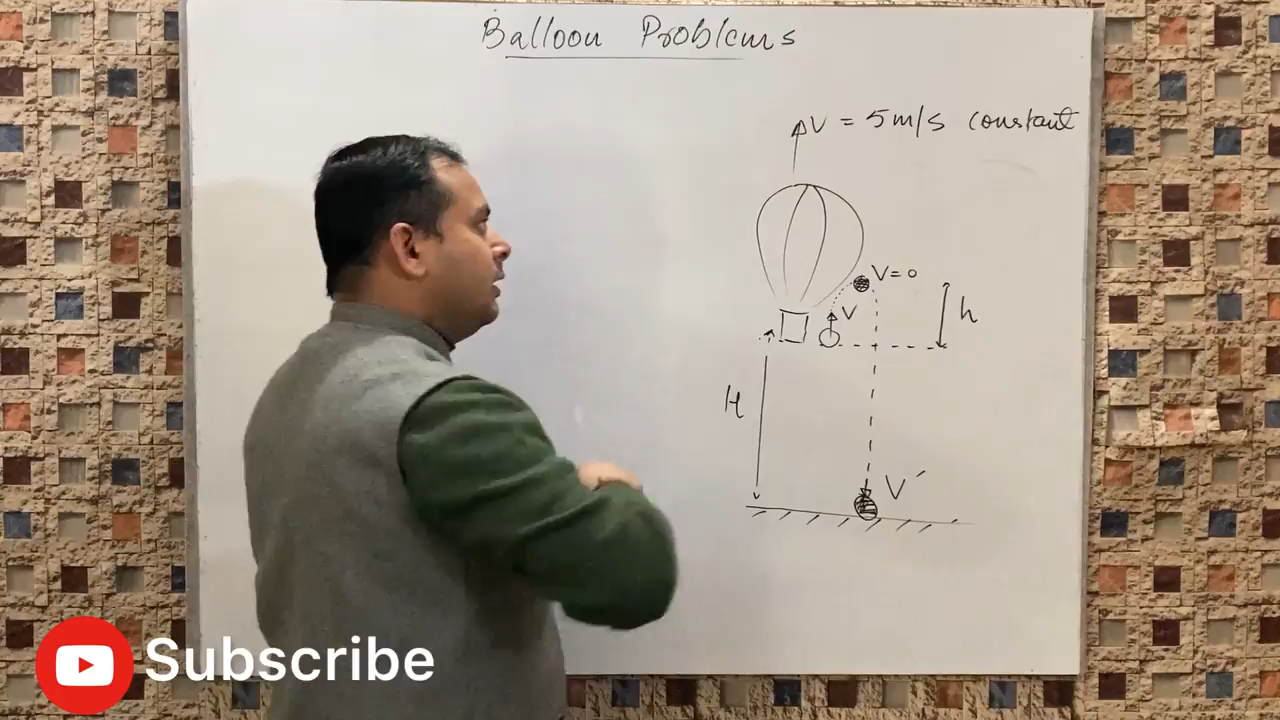 Balloon Problems
V = 5m/s constant
V = 0
V
h
H
V′
Subscribe